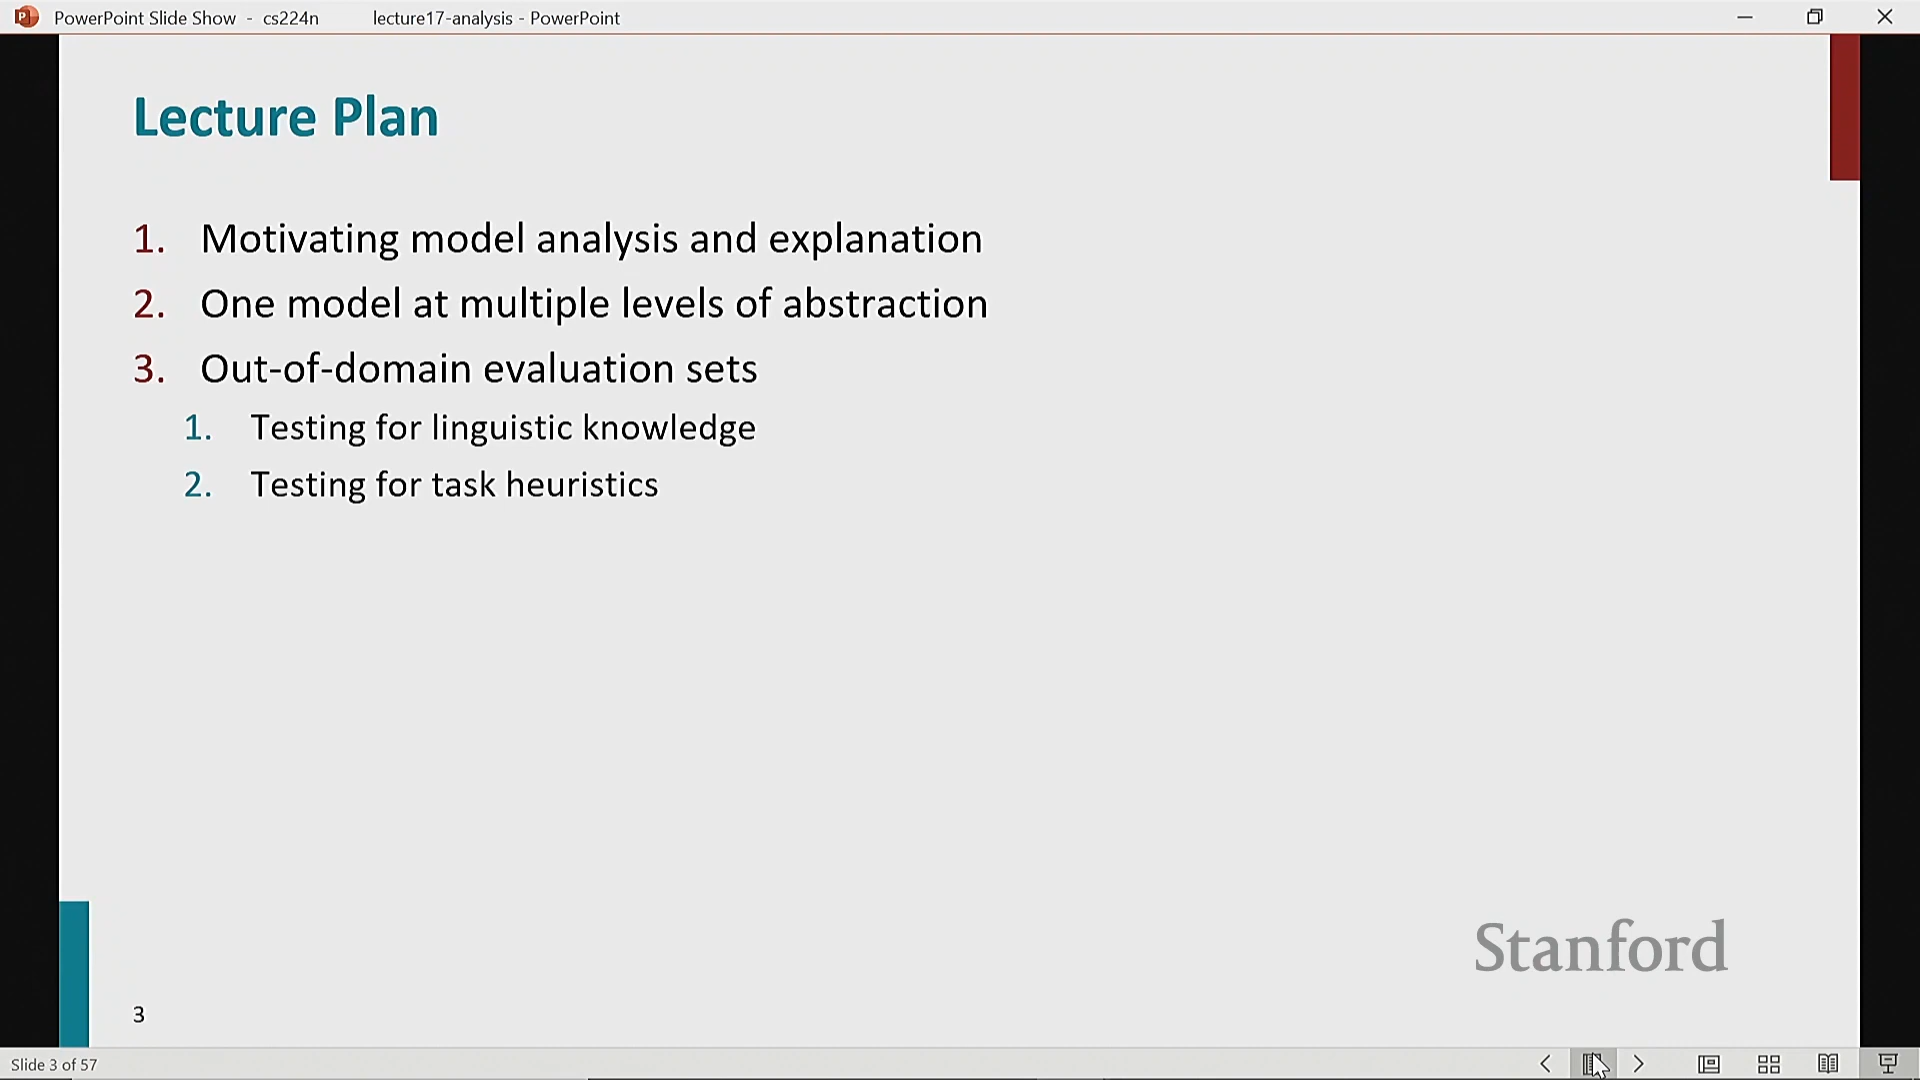 PowerPoint Slide Show - cs224n lecture17-analysis - PowerPoint
Lecture Plan
1. Motivating model analysis and explanation
2. One model at multiple levels of abstraction
3. Out-of-domain evaluation sets
1. Testing for linguistic knowledge
2. Testing for task heuristics
Stanford
3
Slide 3 of 57